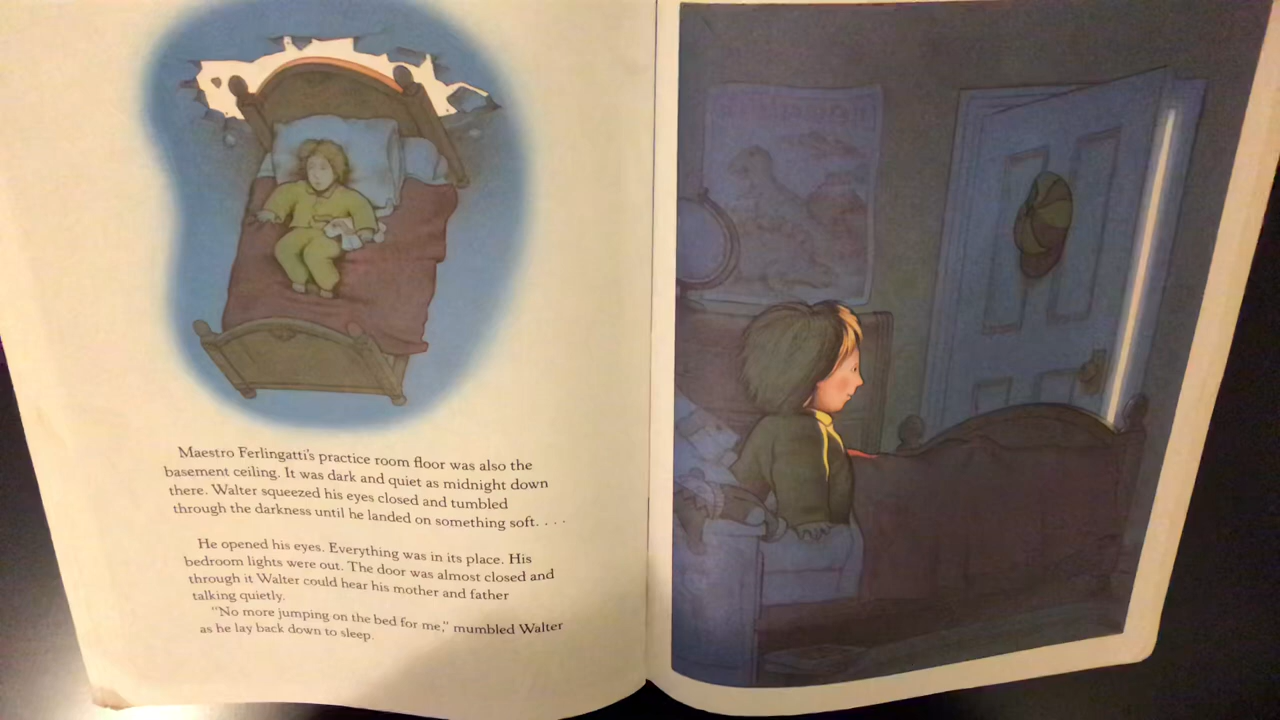 Maestro Ferlingatti's practice room floor was also the
basement ceiling. It was dark and quiet as midnight down
there. Walter squeezed his eyes closed and tumbled
through the darkness until he landed on something soft. . . .
He opened his eyes. Everything was in its place. His
bedroom lights were out. The door was almost closed and
through it Walter could hear his mother and father
talking quietly.
"No more jumping on the bed for me," mumbled Walter
as he lay back down to sleep.